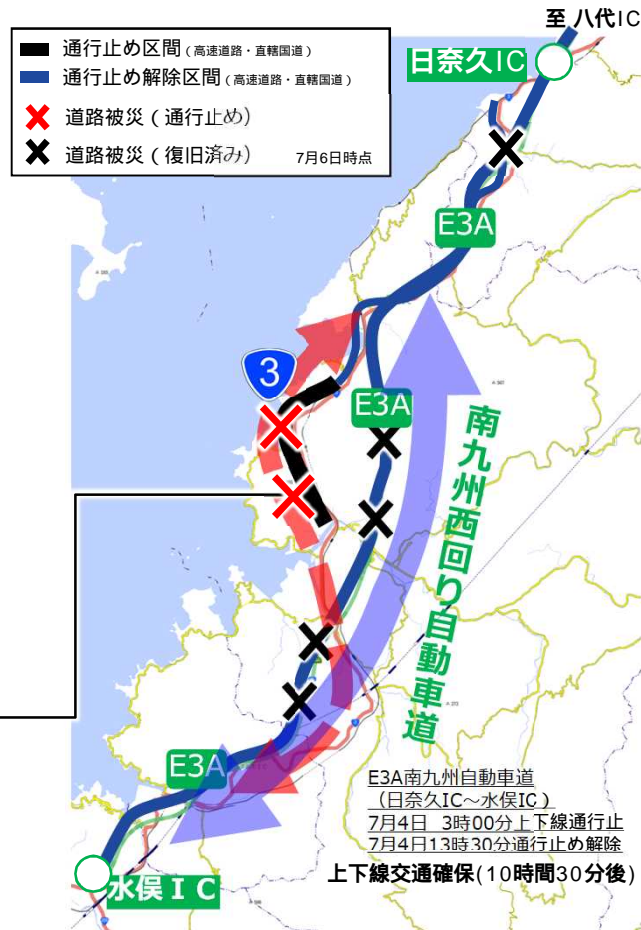 至 八代IC
通行止め区間(高速道路・直轄国道)
通行止め解除区間(高速道路・直轄国道)
道路被災(通行止め)
道路被災(復旧済み) 7月6日時点
日奈久IC
E3A
3
E3A
南九州西回り自動車道
E3A
E3A南九州自動車道
(日奈久IC～水俣IC)
7月4日 3時00分上下線通行止
7月4日13時30分通行止め解除
上下線交通確保(10時間30分後)
水俣IC